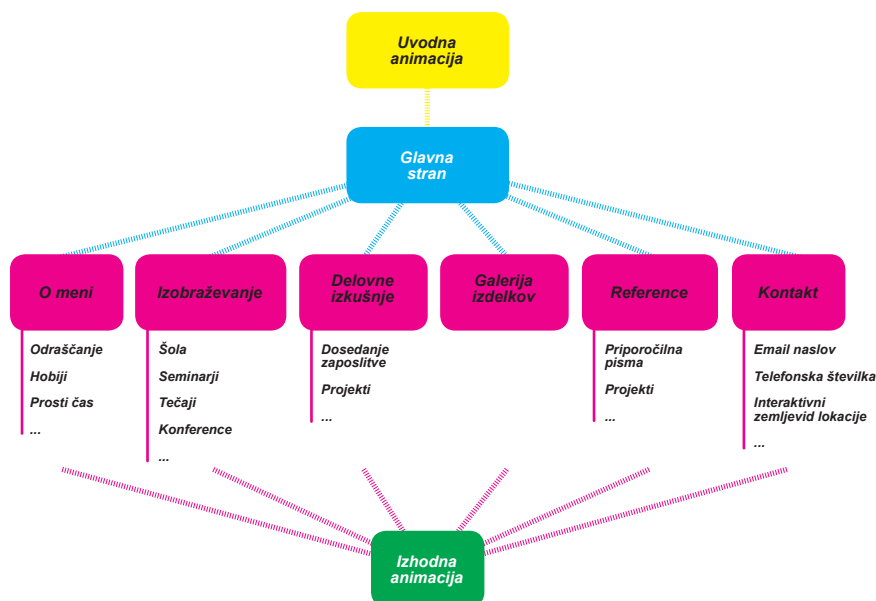 Uvodna
animacija
Glavna
stran
O meni
Izobraževanje
Delovne
izkušnje
Galerija
izdelkov
Reference
Kontakt
Odraščanje
Hobiji
Prosti čas
...
Šola
Seminarji
Tečaji
Konference
...
Dosedanje
zaposlitve
Projekti
...
Priporočilna
pisma
Projekti
...
Email naslov
Telefonska številka
Interaktivni
zemljevid lokacije
...
Izhodna
animacija